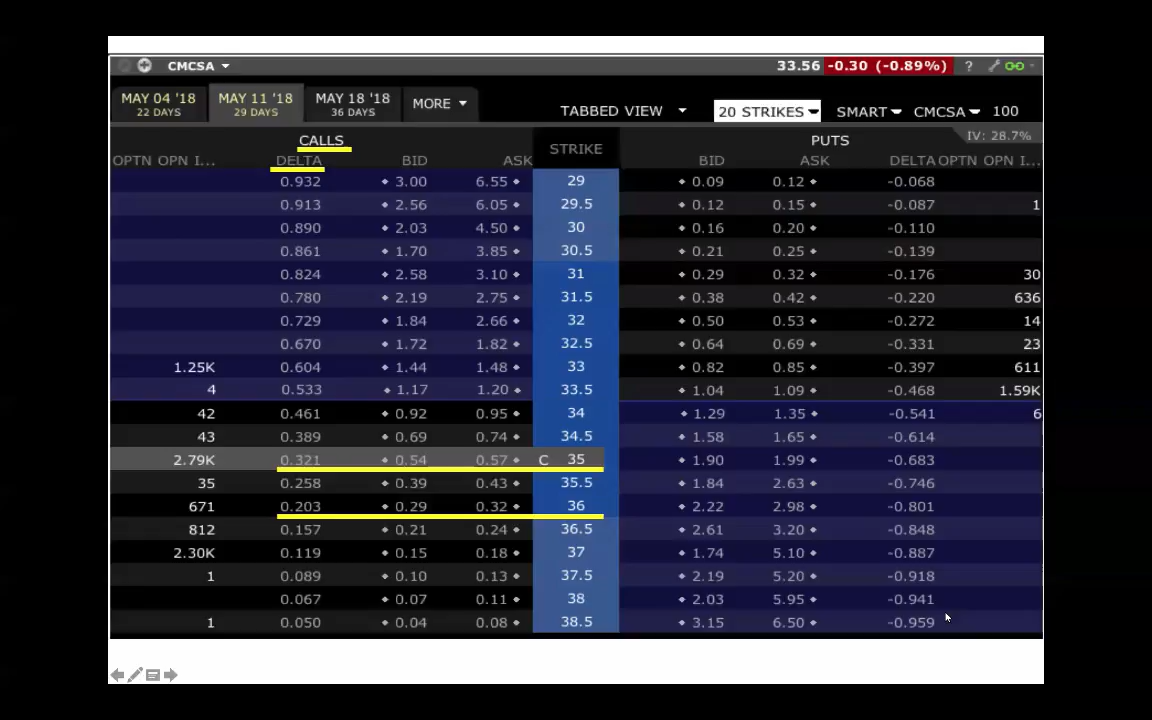 CMCSA 33.56 -0.30 (-0.89%) ?
MAY 04 '18 MAY 11 '18 MAY 18 '18 MORE TABBED VIEW 20 STRIKES SMART CMCSA 100
22 DAYS 29 DAYS 36 DAYS
IV: 28.7%
CALLS STRIKE PUTS
OPTN OPN I... DELTA BID ASK BID ASK DELTA OPTN OPN I...
0.932 3.00 6.55 29 0.09 0.12 -0.068
0.913 2.56 6.05 29.5 0.12 0.15 -0.087 1
0.890 2.03 4.50 30 0.16 0.20 -0.110
0.861 1.70 3.85 30.5 0.21 0.25 -0.139
0.824 2.58 3.10 31 0.29 0.32 -0.176 30
0.780 2.19 2.75 31.5 0.38 0.42 -0.220 636
0.729 1.84 2.66 32 0.50 0.53 -0.272 14
0.670 1.72 1.82 32.5 0.64 0.69 -0.331 23
1.25K 0.604 1.44 1.48 33 0.82 0.85 -0.397 611
4 0.533 1.17 1.20 33.5 1.04 1.09 -0.468 1.59K
42 0.461 0.92 0.95 34 1.29 1.35 -0.541 6
43 0.389 0.69 0.74 34.5 1.58 1.65 -0.614
2.79K 0.321 0.54 0.57 C 35 1.90 1.99 -0.683
35 0.258 0.39 0.43 35.5 1.84 2.63 -0.746
671 0.203 0.29 0.32 36 2.22 2.98 -0.801
812 0.157 0.21 0.24 36.5 2.61 3.20 -0.848
2.30K 0.119 0.15 0.18 37 1.74 5.10 -0.887
1 0.089 0.10 0.13 37.5 2.19 5.20 -0.918
0.067 0.07 0.11 38 2.03 5.95 -0.941
1 0.050 0.04 0.08 38.5 3.15 6.50 -0.959